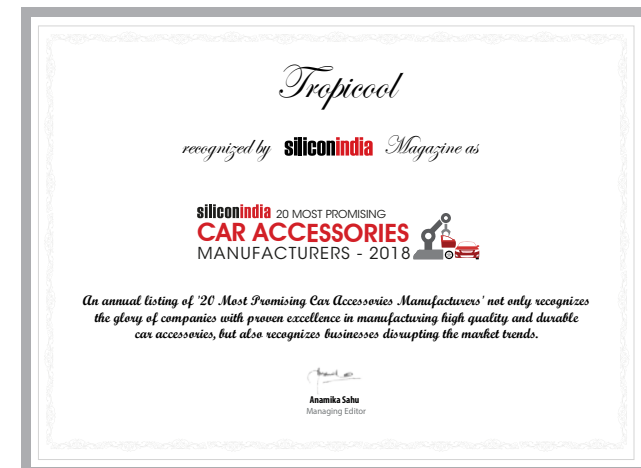 Tropicool
recognized by siliconindia Magazine as
siliconindia 20 MOST PROMISING
CAR ACCESSORIES
MANUFACTURERS - 2018
An annual listing of '20 Most Promising Car Accessories Manufacturers' not only recognizes
the glory of companies with proven excellence in manufacturing high quality and durable
car accessories, but also recognizes businesses disrupting the market trends.
Anamika Sahu
Managing Editor